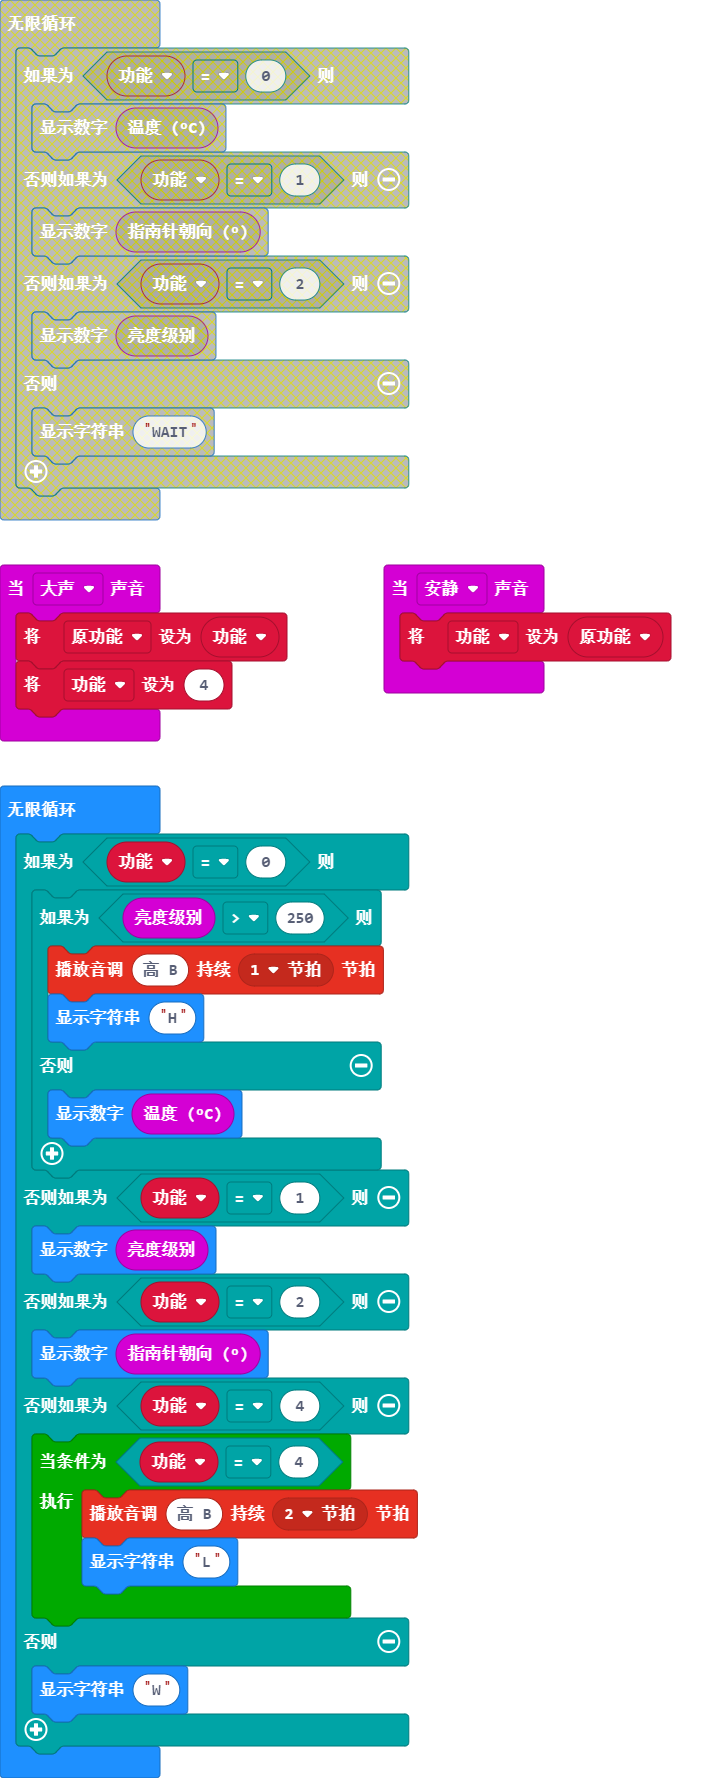 无限循环
如果为 功能 = 0 则
显示数字 温度 (ºC)
否则如果为 功能 = 1 则
显示数字 指南针朝向 (º)
否则如果为 功能 = 2 则
显示数字 亮度级别
否则
显示字符串 "WAIT"
当 大声 声音
将 原功能 设为 功能
将 功能 设为 4
当 安静 声音
将 功能 设为 原功能
无限循环
如果为 功能 = 0 则
如果为 亮度级别 > 250 则
播放音调 高 B 持续 1 节拍 节拍
显示字符串 "H"
否则
显示数字 温度 (ºC)
否则如果为 功能 = 1 则
显示数字 亮度级别
否则如果为 功能 = 2 则
显示数字 指南针朝向 (º)
否则如果为 功能 = 4 则
当条件为 功能 = 4
执行 播放音调 高 B 持续 2 节拍 节拍
显示字符串 "L"
否则
显示字符串 "W"